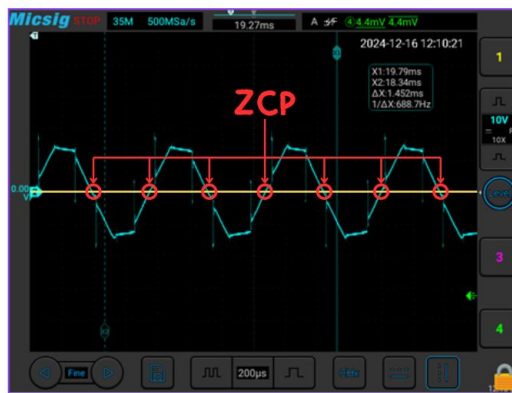 Micsig STOP 35M 500MSa/s 19.27ms A 4 4.4mV 4.4mV
2024-12-16 12:10:21
X1:19.79ms
X2:18.34ms
ΔX:1.452ms
1/ΔX:688.7Hz
ZCP
1
10V
10X
0.00
V
3
4
Fine
200μs